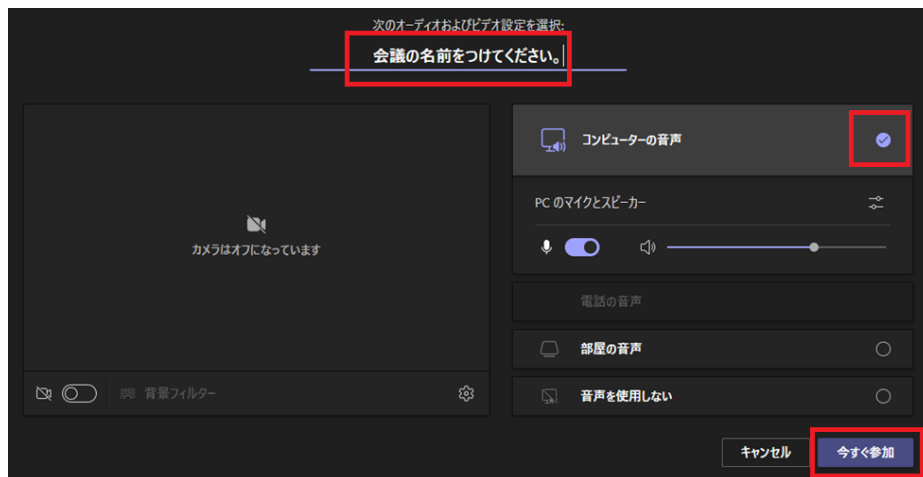 次のオーディオおよびビデオ設定を選択:
会議の名前をつけてください。
コンピューターの音声
PC のマイクとスピーカー
カメラはオフになっています
電話の音声
部屋の音声
背景フィルター
音声を使用しない
キャンセル
今すぐ参加